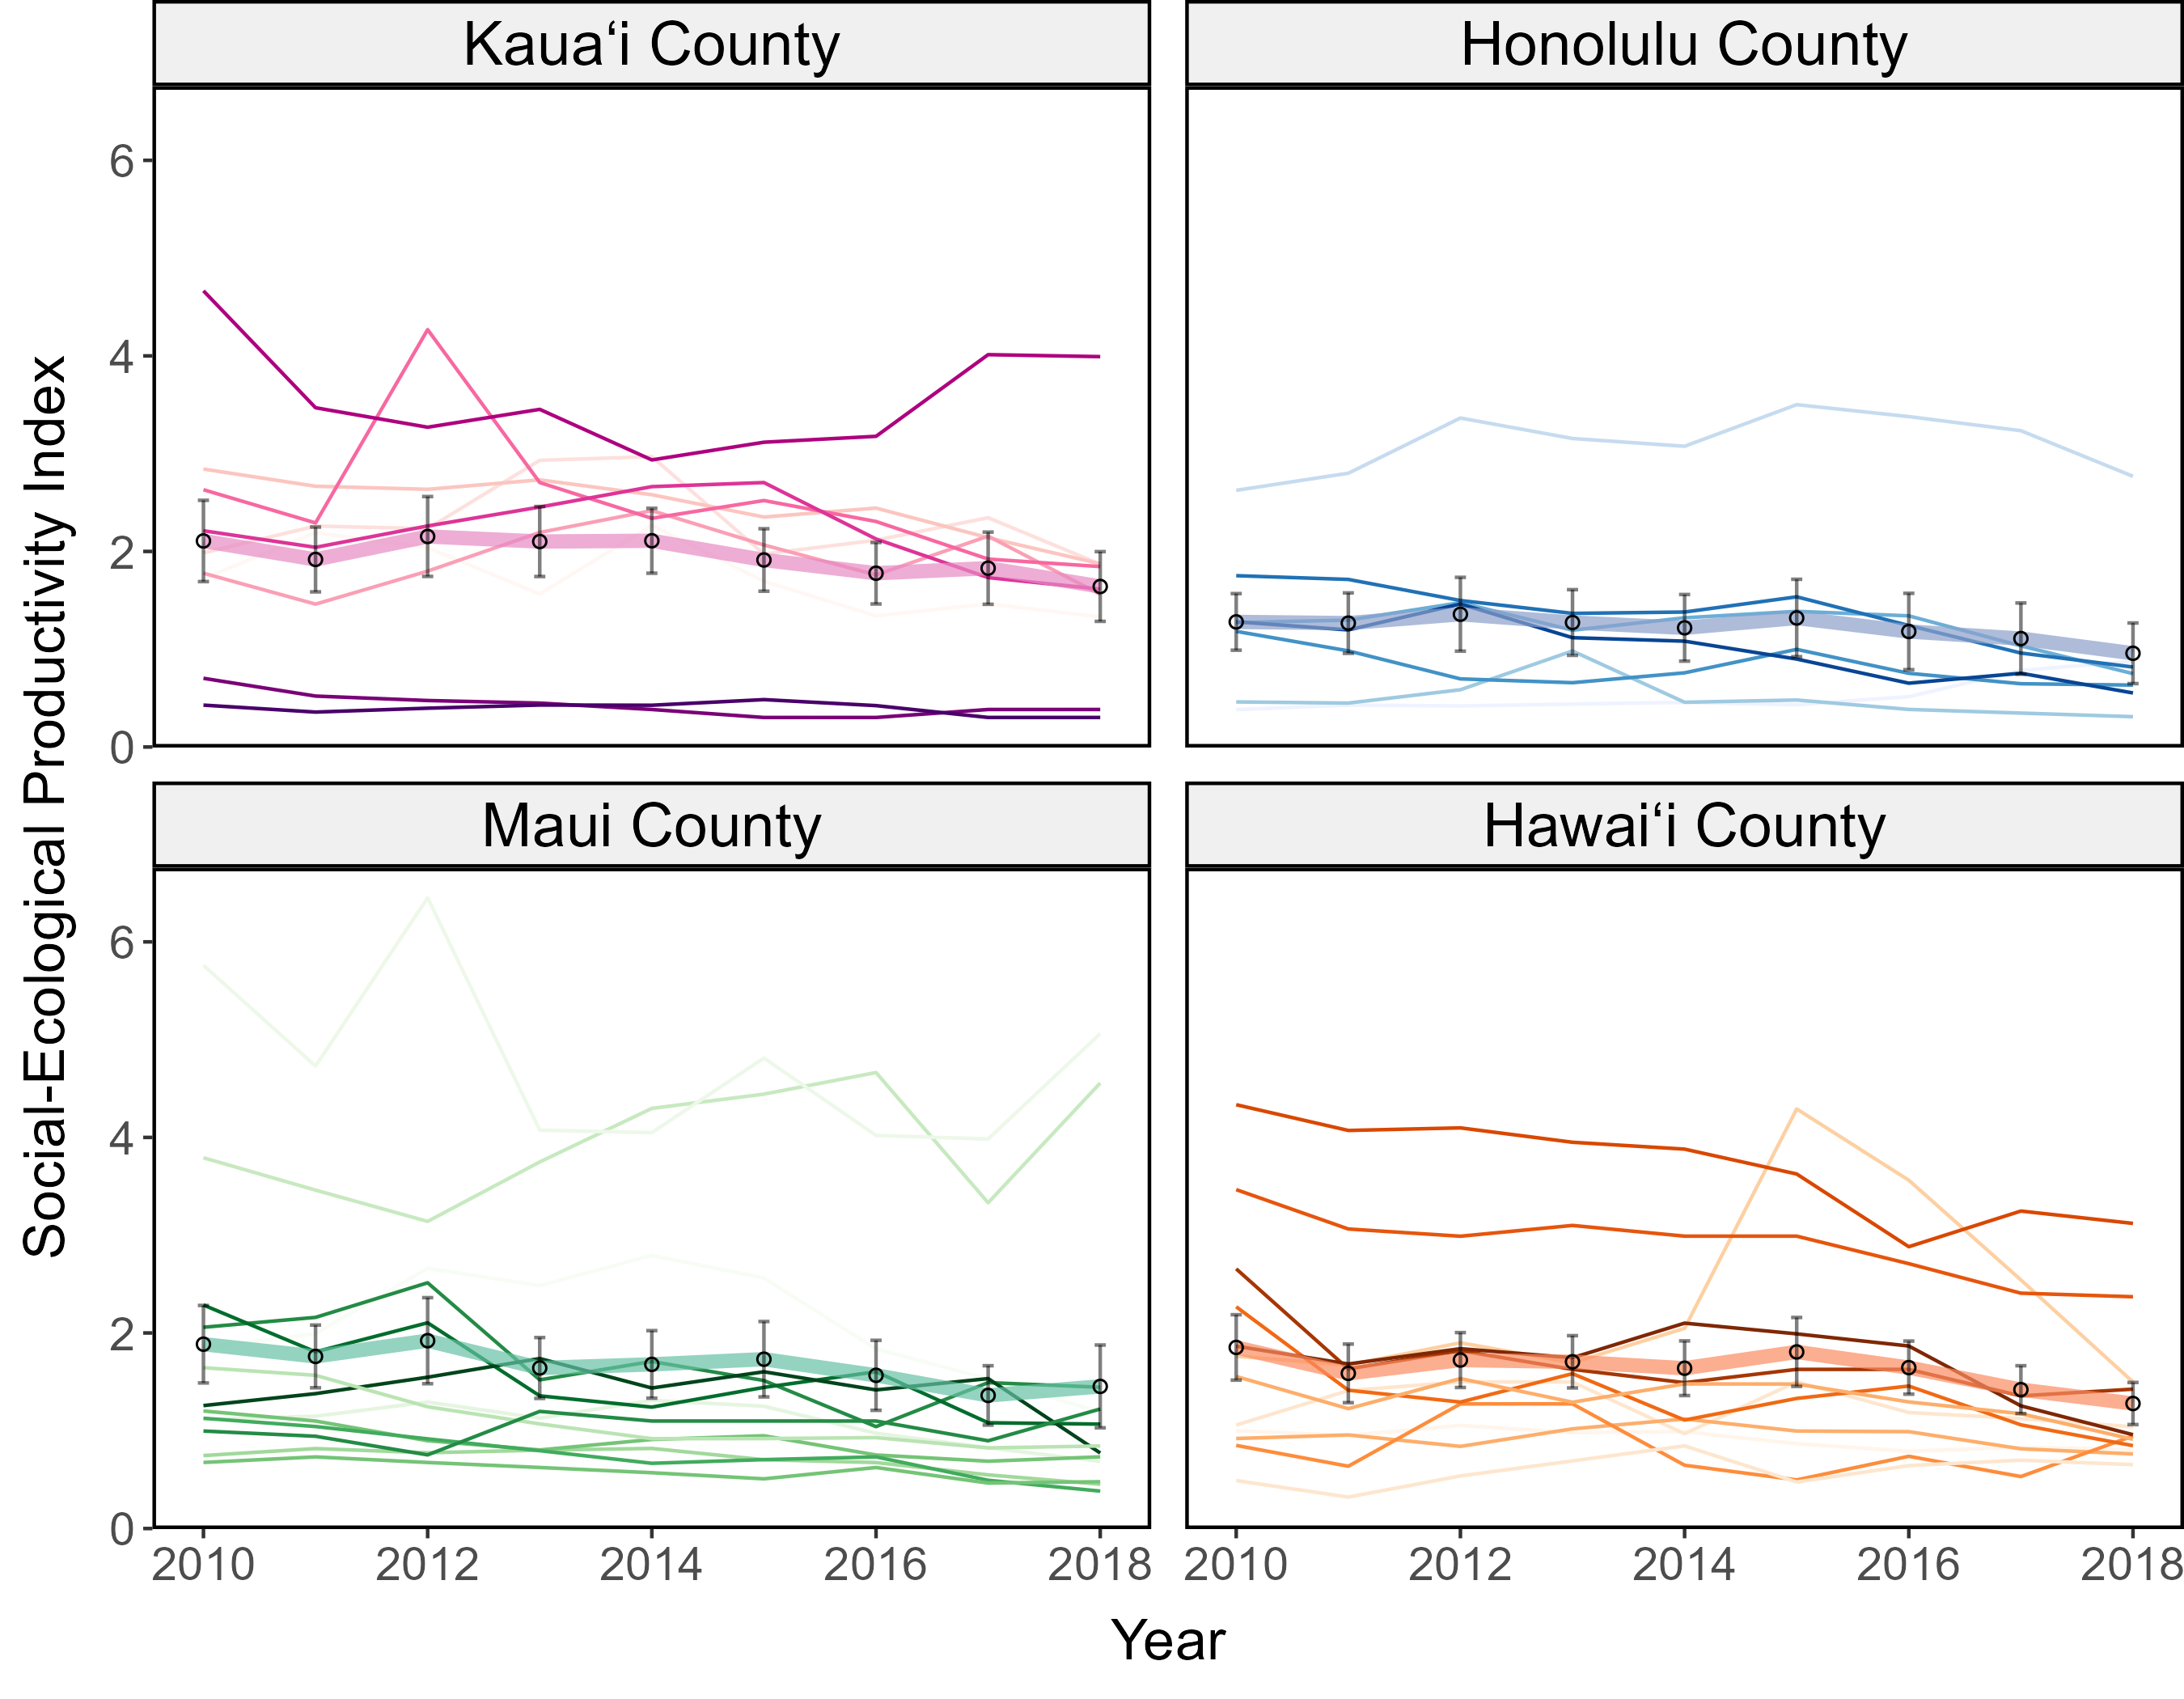 Kauaʻi County
Honolulu County
6
4
2
0
Maui County
Hawaiʻi County
6
4
2
0
2010 2012 2014 2016 2018 2010 2012 2014 2016 2018
Year
Social-Ecological Productivity Index